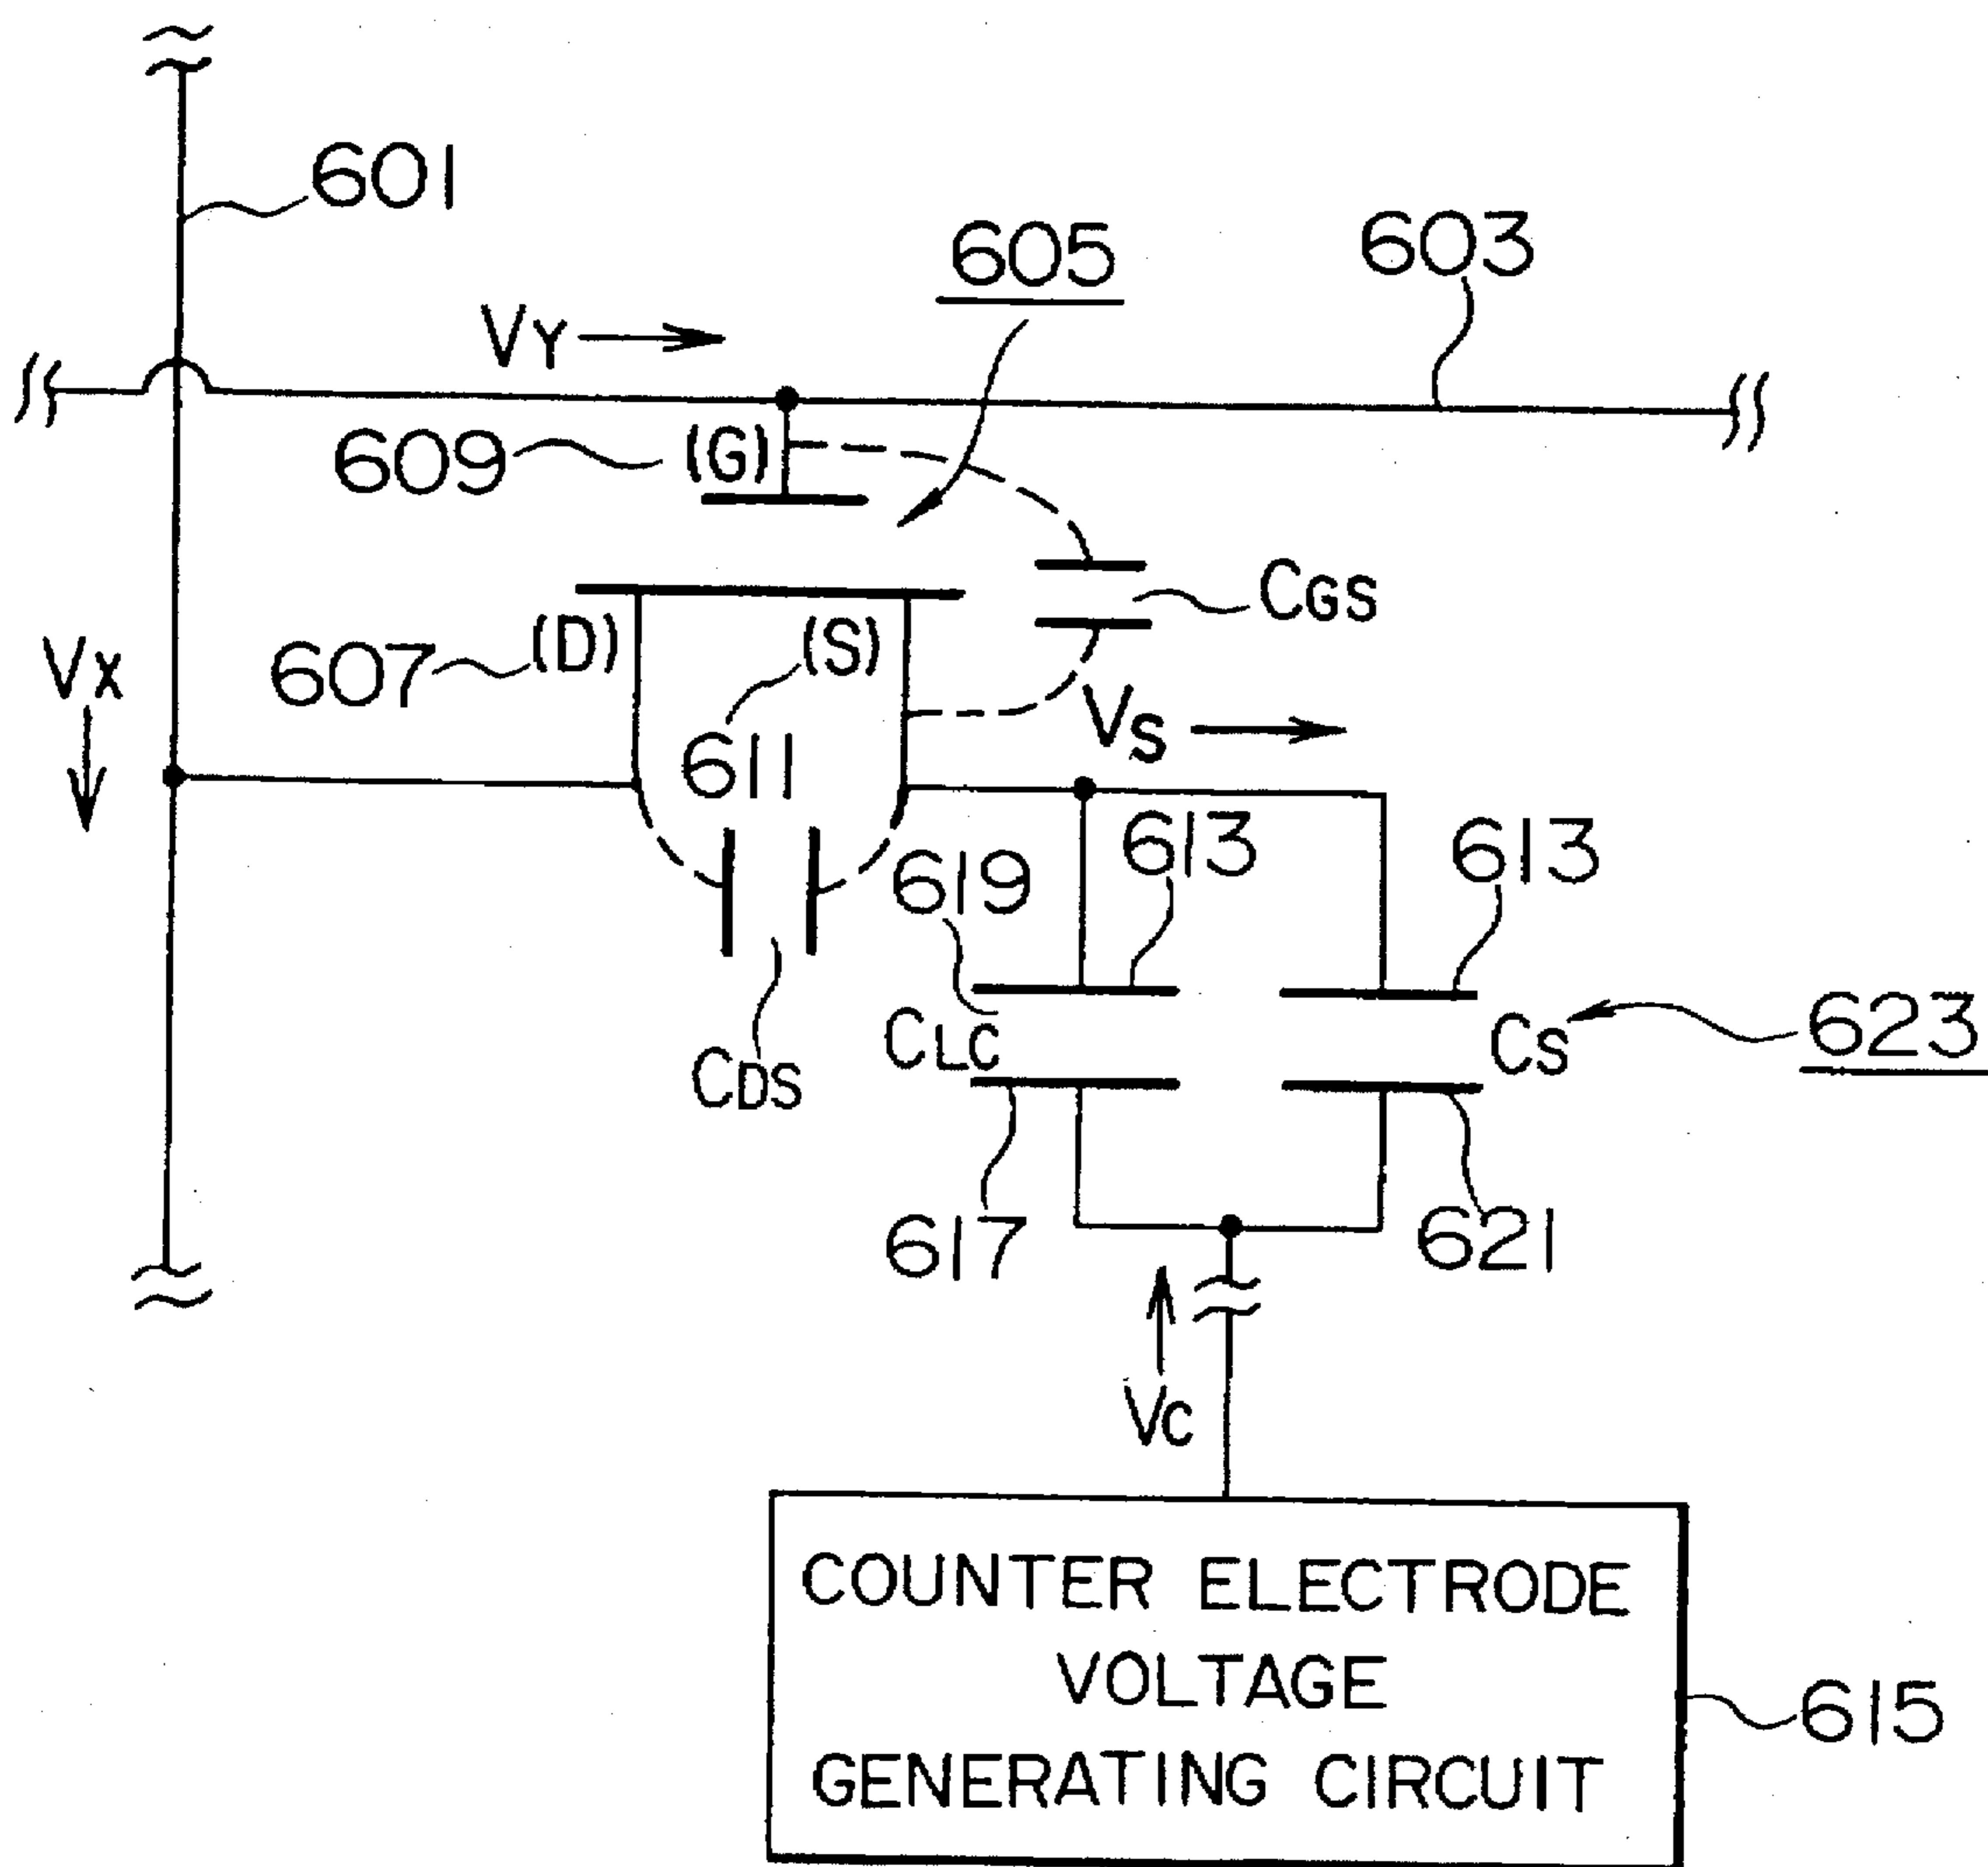 601
605
603
VY
609
(G)
CGS
VX
607
(D)
(S)
VS
611
619
613
613
CLC
CS
623
CDS
617
621
VC
COUNTER ELECTRODE
VOLTAGE
GENERATING CIRCUIT
615